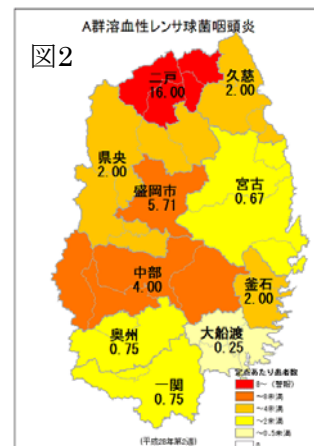 A群溶血性レンサ球菌咽頭炎
図2
二戸
16.00
久慈
2.00
県央
2.00
盛岡市
5.71
宮古
0.67
中部
4.00
釜石
2.00
奥州
0.75
大船渡
0.25
一関
0.75
定点あたり患者数
8～（警報）
～8未満
～4未満
～2未満
～0.5未満
0
(平成28年第2週)